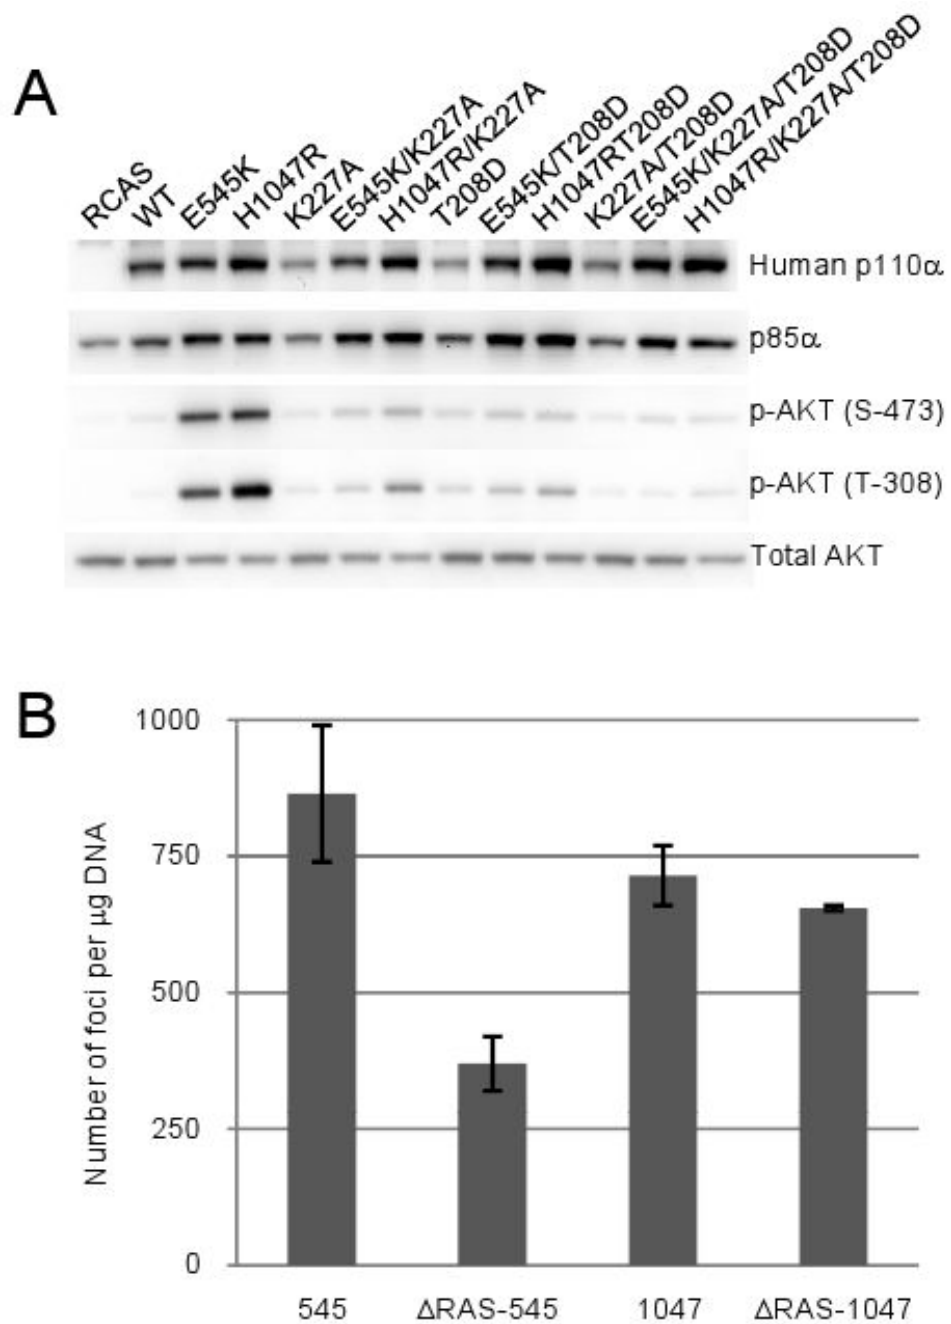 A
RCAS
WT
E545K
H1047R
K227A
E545K/K227A
H1047R/K227A
T208D
E545K/T208D
H1047RT208D
K227A/T208D
E545K/K227A/T208D
H1047R/K227A/T208D
Human p110α
p85α
p-AKT (S-473)
p-AKT (T-308)
Total AKT
B
Number of foci per µg DNA
1000
750
500
250
0
545
ΔRAS-545
1047
ΔRAS-1047